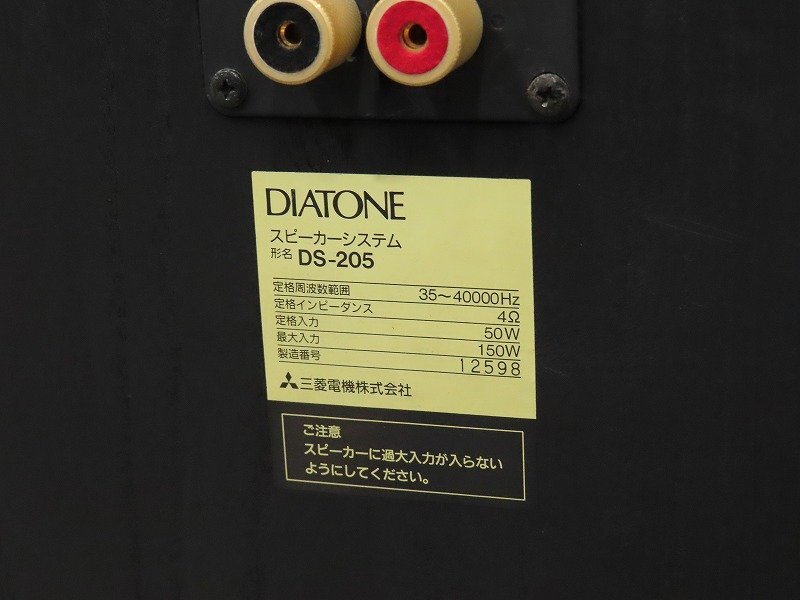 DIATONE
スピーカーシステム
形名 DS-205
定格周波数範囲 35～40000Hz
定格インピーダンス 4Ω
定格入力 50W
最大入力 150W
製造番号 12598
三菱電機株式会社
ご注意
スピーカーに過大入力が入らない
ようにしてください。